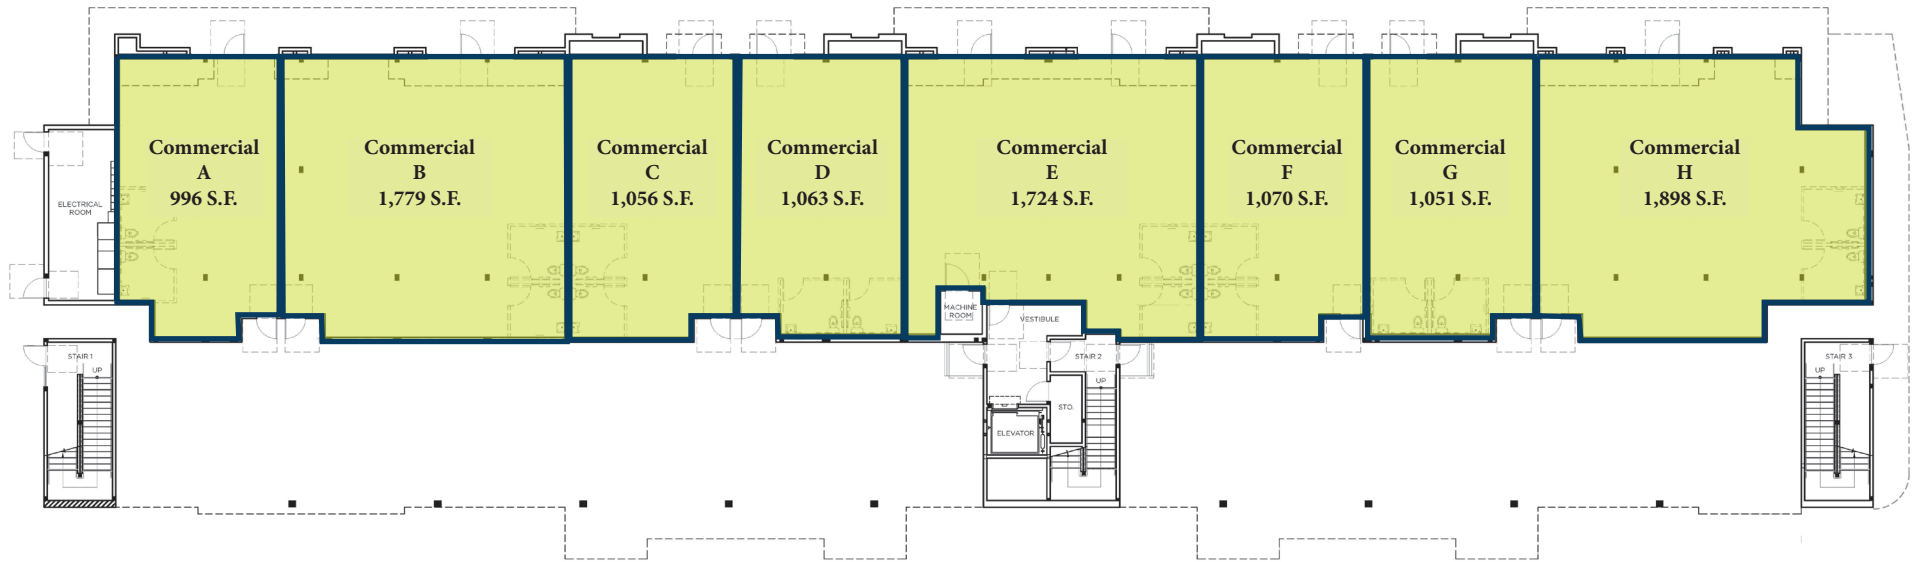 Commercial
A
996 S.F.
Commercial
B
1,779 S.F.
Commercial
C
1,056 S.F.
Commercial
D
1,063 S.F.
Commercial
E
1,724 S.F.
Commercial
F
1,070 S.F.
Commercial
G
1,051 S.F.
Commercial
H
1,898 S.F.
ELECTRICAL
ROOM
MACHINE
ROOM
VESTIBULE
STAIR 1
UP
STAIR 2
UP
STO.
ELEVATOR
STAIR 3
UP